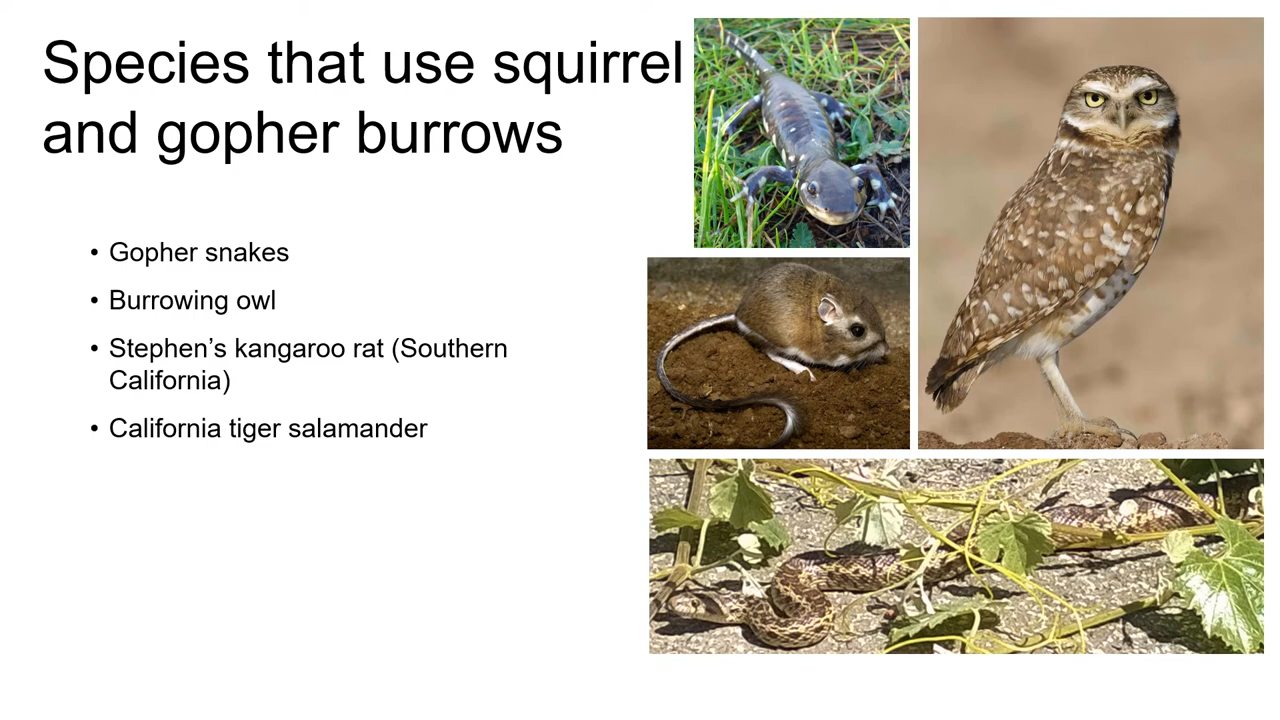 Species that use squirrel
and gopher burrows
• Gopher snakes
• Burrowing owl
• Stephen’s kangaroo rat (Southern
California)
• California tiger salamander